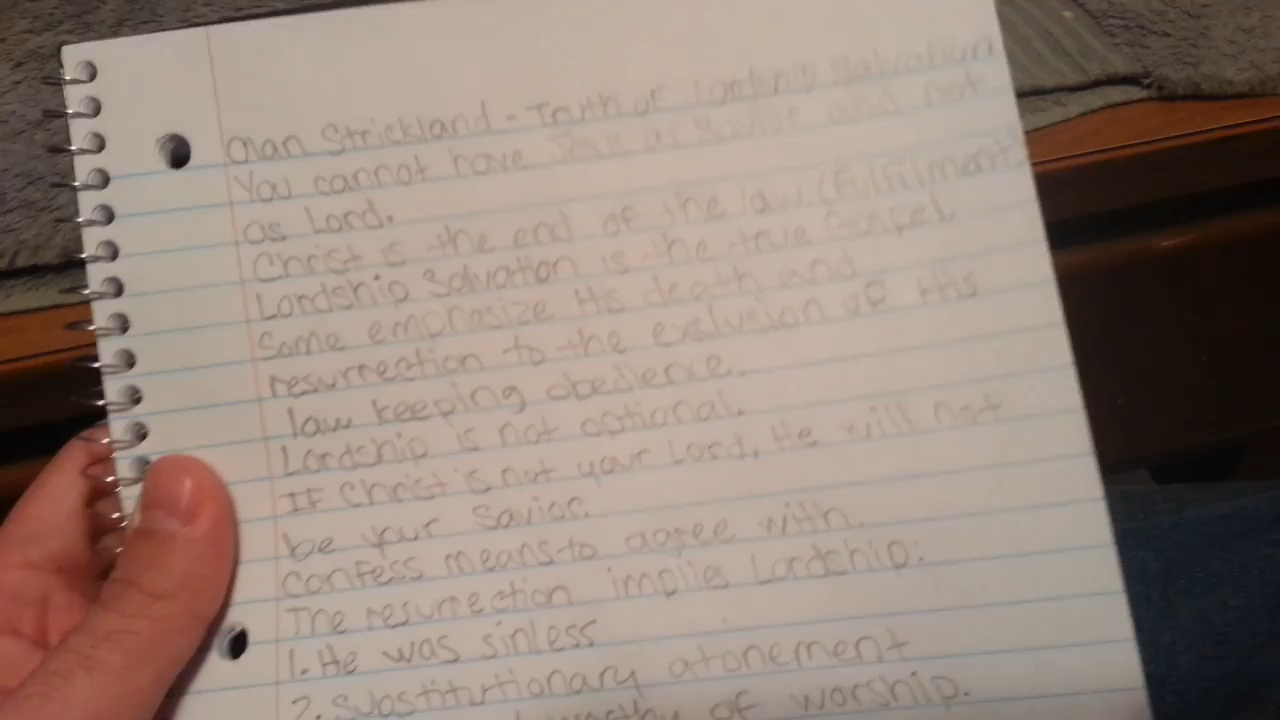 Strickland - Truth of Lordship Salvation
You cannot have Jesus as Savior and not
as Lord.
Christ is the end of the law. (Fulfilment)
Lordship Salvation is the true Gospel.
Some emphasize His death and
resurrection to the exclusion of His
law keeping obedience.
Lordship is not optional.
If Christ is not your Lord, He will not
be your Savior.
Confess means to agree with.
The resurrection implies Lordship:
1. He was sinless
2. Substitutionary atonement
of worship.